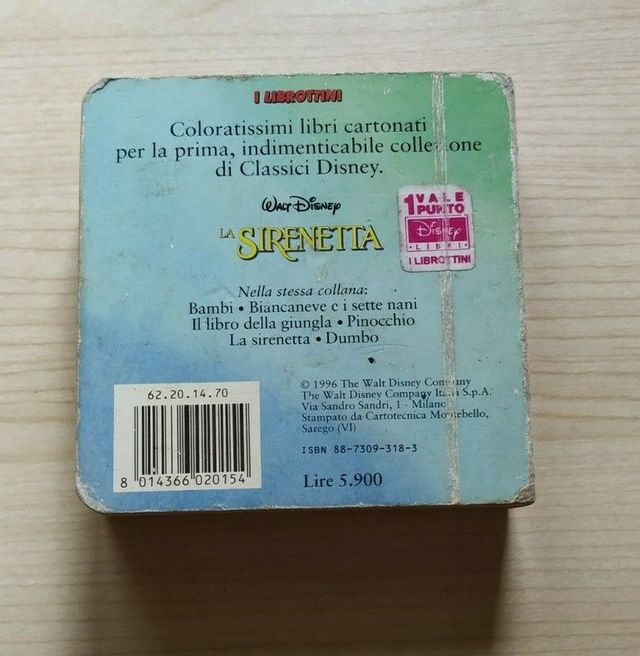 I LIBROTTINI
Coloratissimi libri cartonati
per la prima, indimenticabile collezione
di Classici Disney.
WALT DISNEY
LA SIRENETTA
1 VALE
PUNTO
Disney
• LIBRI •
I LIBROTTINI
Nella stessa collana:
Bambi • Biancaneve e i sette nani
Il libro della giungla • Pinocchio
La sirenetta • Dumbo
62.20.14.70
8 014366 020154
© 1996 The Walt Disney Company
The Walt Disney Company Italia S.p.A.
Via Sandro Sandri, 1 - Milano
Stampato da Cartotecnica Montebello,
Sarego (VI)
ISBN 88-7309-318-3
Lire 5.900